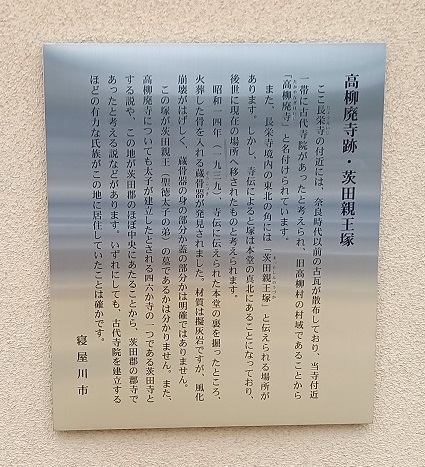 高柳廃寺跡・茨田親王塚
ここ長栄寺の付近には、奈良時代以前の古瓦が散布しており、当寺付近
一帯に古代寺院があったと考えられ、旧高柳村の村域であることから
「高柳廃寺」と名付けられています。
また、長栄寺境内の東北の角には「茨田親王塚」と伝えられる場所が
あります。しかし、寺伝によると塚は本堂の真北にあることになっており、
後世に現在の場所へ移されたものと考えられます。
昭和一四年（一九三九）、寺伝に伝えられた本堂の裏を掘ったところ、
火葬した骨を入れる蔵骨器が発見されました。材質は擬灰岩ですが、風化
崩壊がはげしく、蔵骨器の身の部分か蓋の部分かは明確ではありません。
この塚が茨田親王（聖徳太子の弟）の墓であるかは分かりません。また、
高柳廃寺についても太子が建立したとされる四六か寺の一つである茨田寺と
する説や、この地が茨田郡のほぼ中央にあたることから、茨田郡の郡寺で
あったと考える説などがあります。いずれにしても、古代寺院を建立する
ほどの有力な氏族がこの地に居住していたことは確かです。
寝屋川市